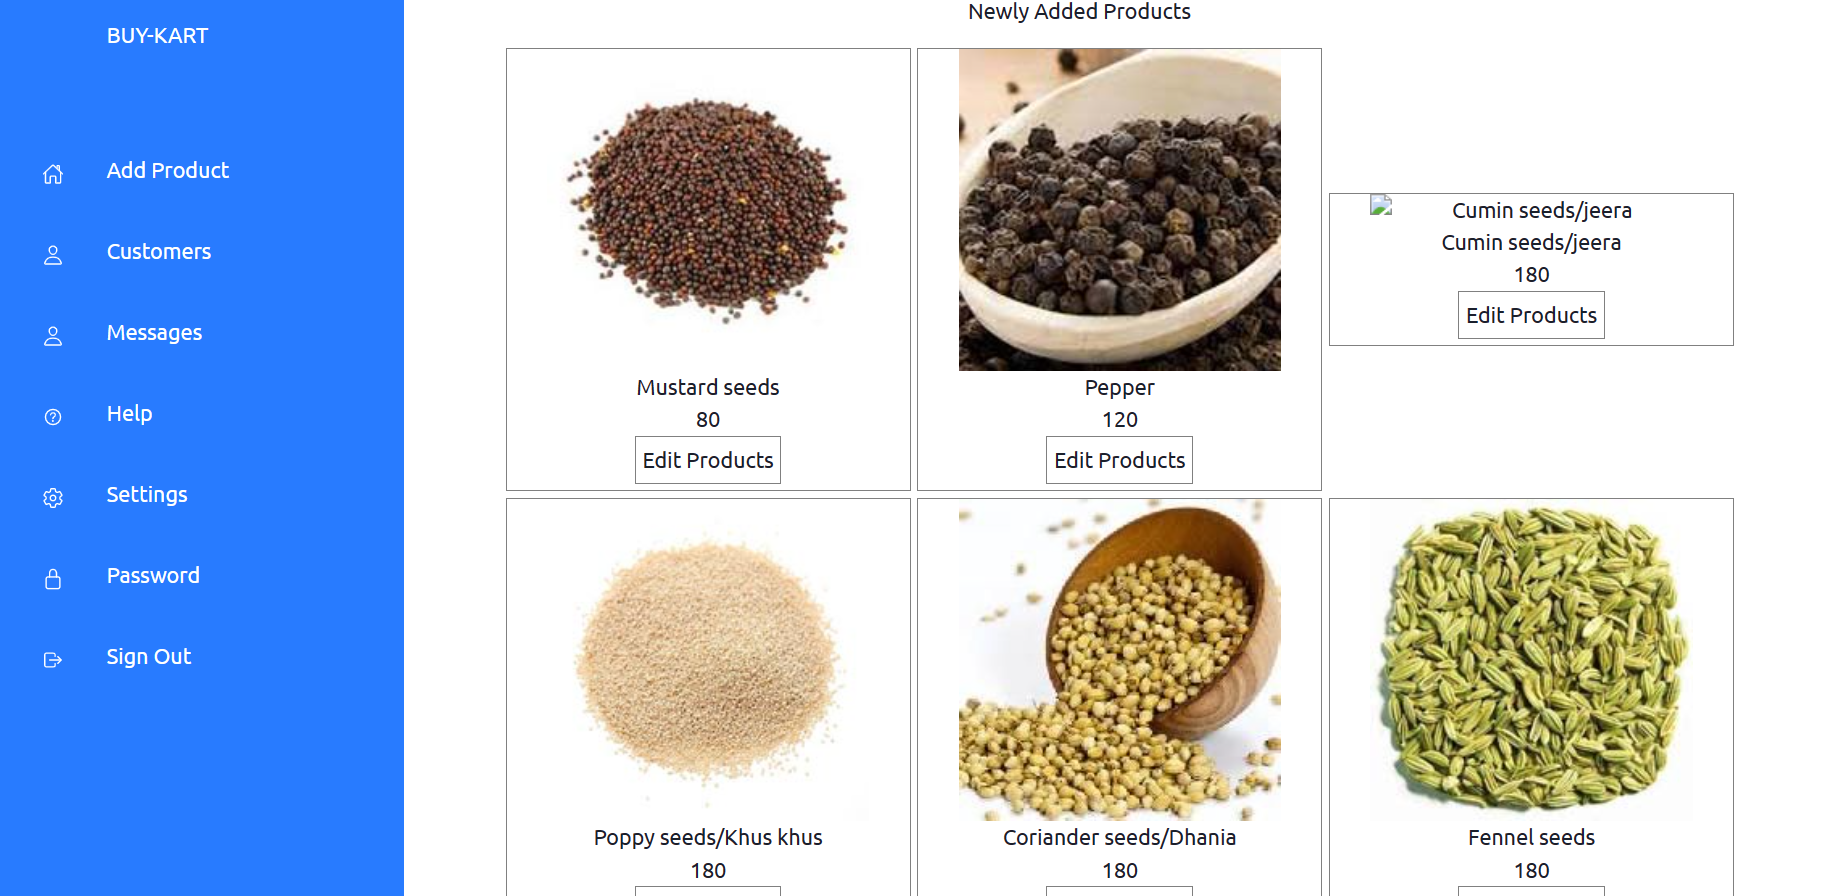 BUY-KART
Add Product
Customers
Messages
Help
Settings
Password
Sign Out
Newly Added Products
Mustard seeds
80
Edit Products
Pepper
120
Edit Products
Cumin seeds/jeera
Cumin seeds/jeera
180
Edit Products
Poppy seeds/Khus khus
180
Coriander seeds/Dhania
180
Fennel seeds
180